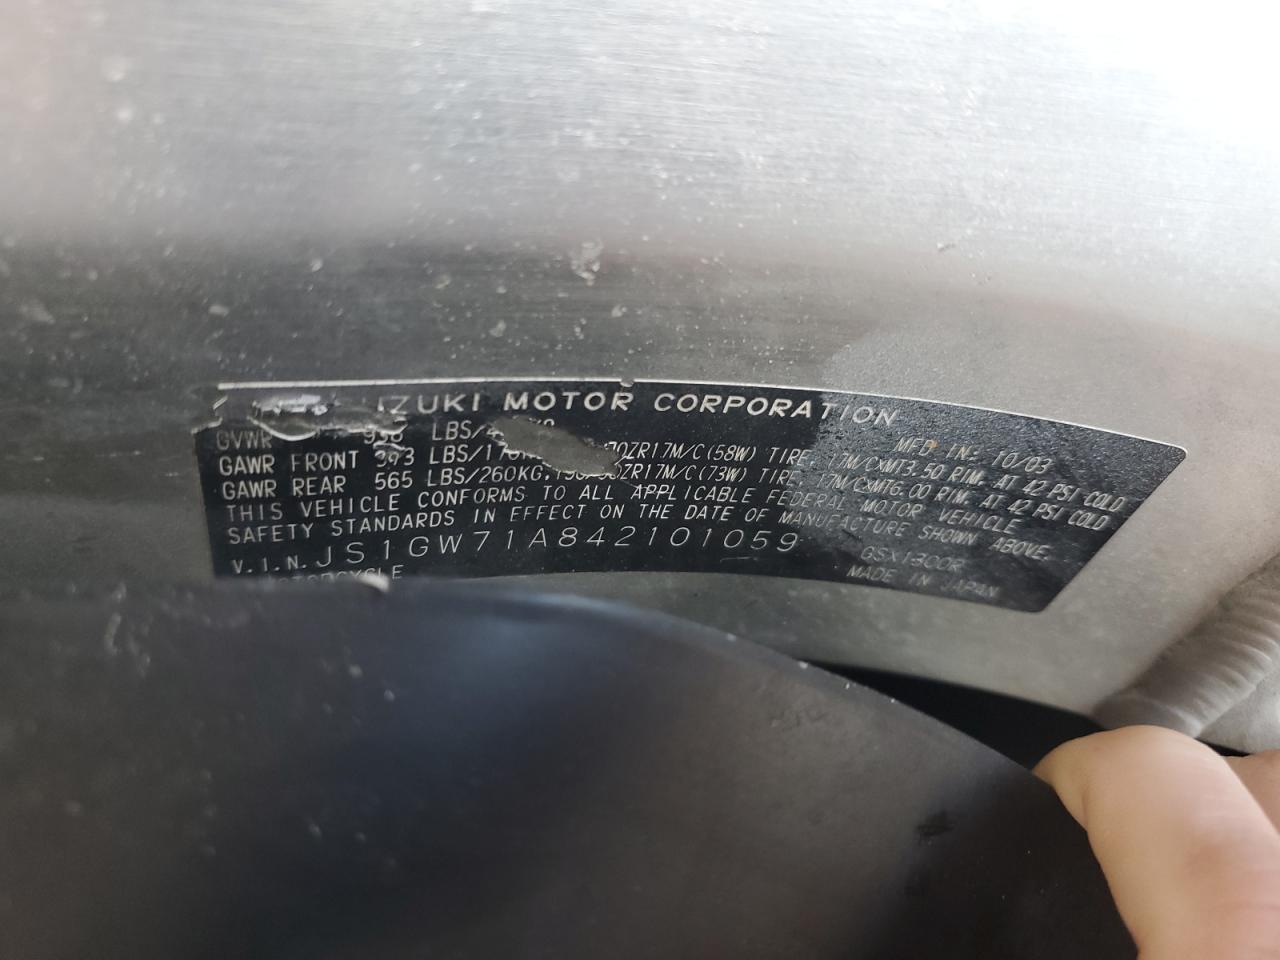 IZUKI MOTOR CORPORATION
MFD IN: 10/03
GVWR LBS/
GAWR FRONT 393 LBS/ 70ZR17M/C(58W) TIRE, 17M/CXMT3.50 RIM, AT 42 PSI COLD
GAWR REAR 565 LBS/260KG, ZR17M/C(73W) TIRE, 17M/CXMT6.00 RIM, AT 42 PSI COLD
THIS VEHICLE CONFORMS TO ALL APPLICABLE FEDERAL MOTOR VEHICLE
SAFETY STANDARDS IN EFFECT ON THE DATE OF MANUFACTURE SHOWN ABOVE.
V.I.N. JS1GW71A842101059 GSX1300R
MADE IN JAPAN